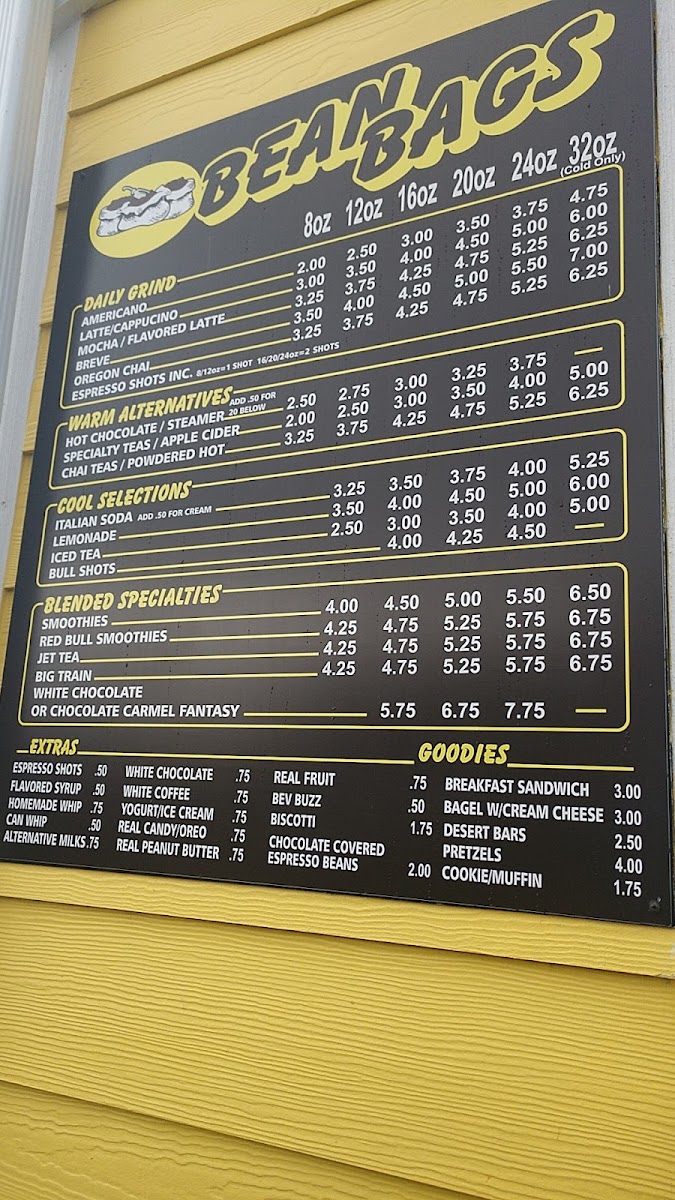 BEAN
BAGS
8oz 12oz 16oz 20oz 24oz 32oz
(Cold Only)
DAILY GRIND
AMERICANO 2.00 2.50 3.00 3.50 3.75 4.75
LATTE/CAPPUCINO 3.00 3.50 4.00 4.50 5.00 6.00
MOCHA / FLAVORED LATTE 3.25 3.75 4.25 4.75 5.25 6.25
BREVE 3.50 4.00 4.50 5.00 5.50 7.00
OREGON CHAI 3.25 3.75 4.25 4.75 5.25 6.25
ESPRESSO SHOTS INC. 8/12oz=1 SHOT 16/20/24oz=2 SHOTS
WARM ALTERNATIVES
HOT CHOCOLATE / STEAMER ADD .50 FOR 20 BELOW 2.50 2.75 3.00 3.25 3.75 —
SPECIALTY TEAS / APPLE CIDER 2.00 2.50 3.00 3.50 4.00 5.00
CHAI TEAS / POWDERED HOT 3.25 3.75 4.25 4.75 5.25 6.25
COOL SELECTIONS
ITALIAN SODA ADD .50 FOR CREAM 3.25 3.50 3.75 4.00 5.25
LEMONADE 3.50 4.00 4.50 5.00 6.00
ICED TEA 2.50 3.00 3.50 4.00 5.00
BULL SHOTS 4.00 4.25 4.50 —
BLENDED SPECIALTIES
SMOOTHIES 4.00 4.50 5.00 5.50 6.50
RED BULL SMOOTHIES 4.25 4.75 5.25 5.75 6.75
JET TEA 4.25 4.75 5.25 5.75 6.75
BIG TRAIN 4.25 4.75 5.25 5.75 6.75
WHITE CHOCOLATE
OR CHOCOLATE CARMEL FANTASY 5.75 6.75 7.75 —
EXTRAS
ESPRESSO SHOTS .50
FLAVORED SYRUP .50
HOMEMADE WHIP .75
CAN WHIP .50
ALTERNATIVE MILKS .75
WHITE CHOCOLATE .75
WHITE COFFEE .75
YOGURT/ICE CREAM .75
REAL CANDY/OREO .75
REAL PEANUT BUTTER .75
REAL FRUIT .75
BEV BUZZ .50
BISCOTTI 1.75
CHOCOLATE COVERED
ESPRESSO BEANS 2.00
GOODIES
BREAKFAST SANDWICH 3.00
BAGEL W/CREAM CHEESE 3.00
DESERT BARS 2.50
PRETZELS 4.00
COOKIE/MUFFIN 1.75